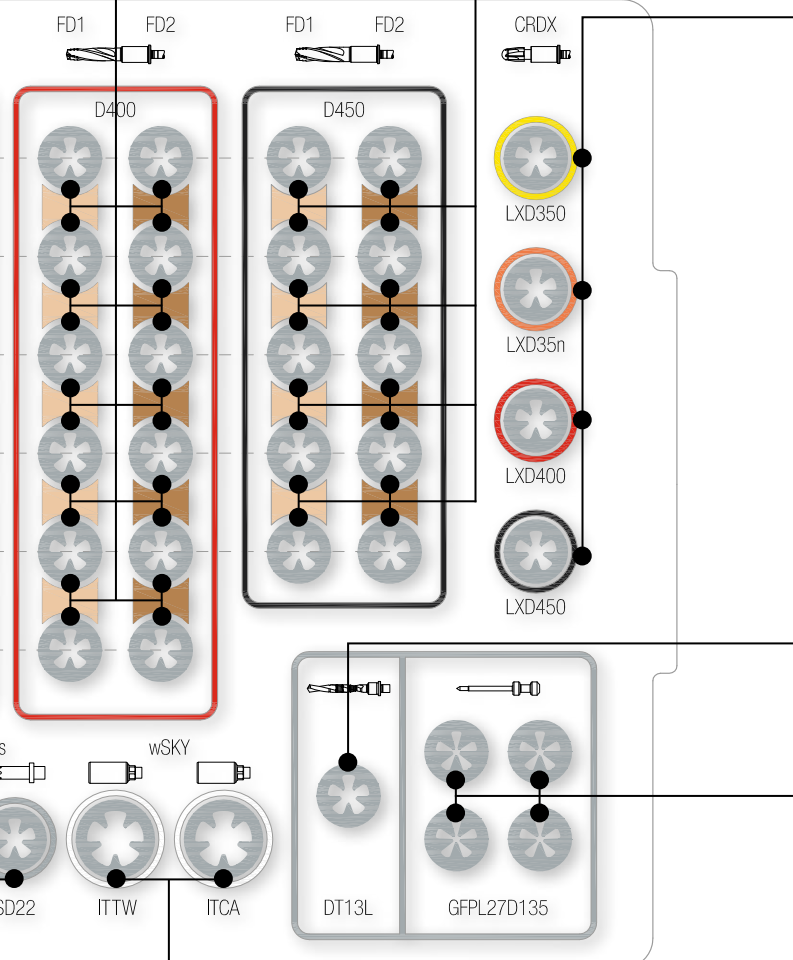 FD1 FD2 FD1 FD2 CRDX
D400 D450
LXD350
LXD35n
LXD400
LXD450
s wSKY
SD22 ITTW ITCA DT13L GFPL27D135